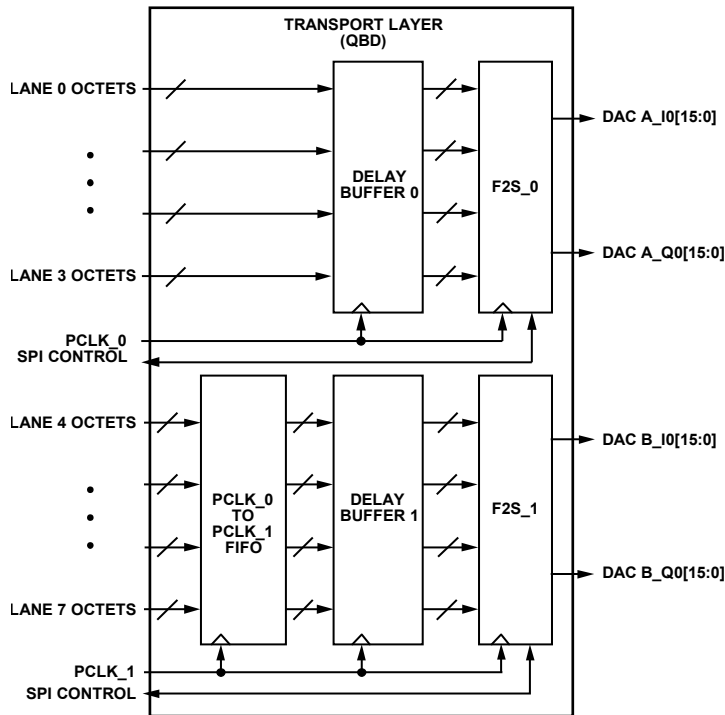 TRANSPORT LAYER
(QBD)
LANE 0 OCTETS
LANE 3 OCTETS
DELAY
BUFFER 0
F2S_0
DAC A_I0[15:0]
DAC A_Q0[15:0]
PCLK_0
SPI CONTROL
LANE 4 OCTETS
LANE 7 OCTETS
PCLK_0
TO
PCLK_1
FIFO
DELAY
BUFFER 1
F2S_1
DAC B_I0[15:0]
DAC B_Q0[15:0]
PCLK_1
SPI CONTROL